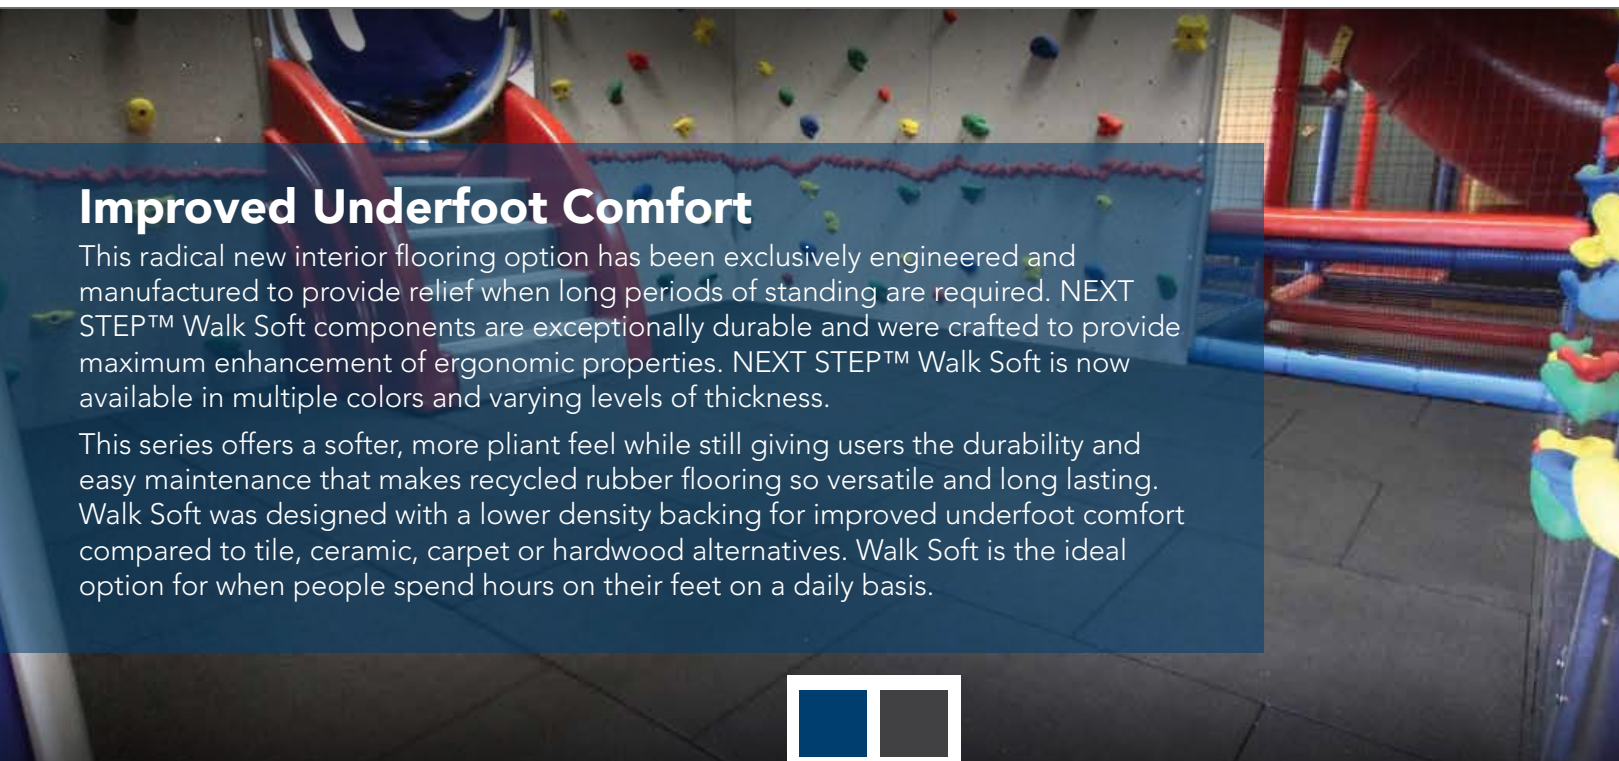 Improved Underfoot Comfort
This radical new interior flooring option has been exclusively engineered and
manufactured to provide relief when long periods of standing are required. NEXT
STEP™ Walk Soft components are exceptionally durable and were crafted to provide
maximum enhancement of ergonomic properties. NEXT STEP™ Walk Soft is now
available in multiple colors and varying levels of thickness.
This series offers a softer, more pliant feel while still giving users the durability and
easy maintenance that makes recycled rubber flooring so versatile and long lasting.
Walk Soft was designed with a lower density backing for improved underfoot comfort
compared to tile, ceramic, carpet or hardwood alternatives. Walk Soft is the ideal
option for when people spend hours on their feet on a daily basis.